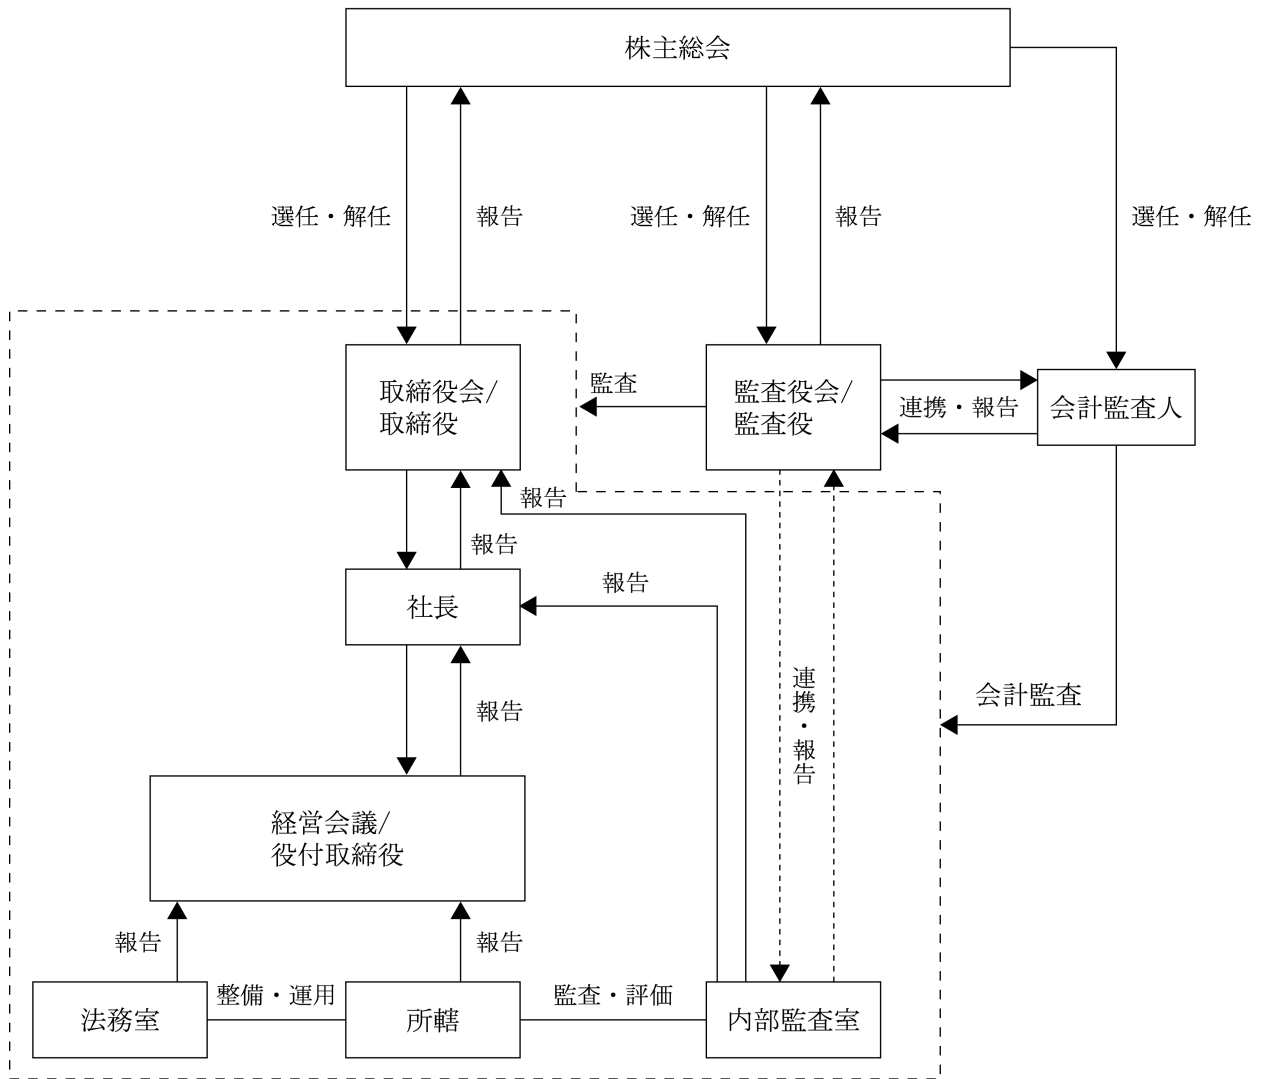 株主総会
選任・解任
報告
選任・解任
報告
選任・解任
取締役会/
取締役
監査
監査役会/
監査役
連携・報告
会計監査人
報告
報告
社長
報告
連携・報告
会計監査
報告
経営会議/
役付取締役
報告
報告
法務室
整備・運用
所轄
監査・評価
内部監査室